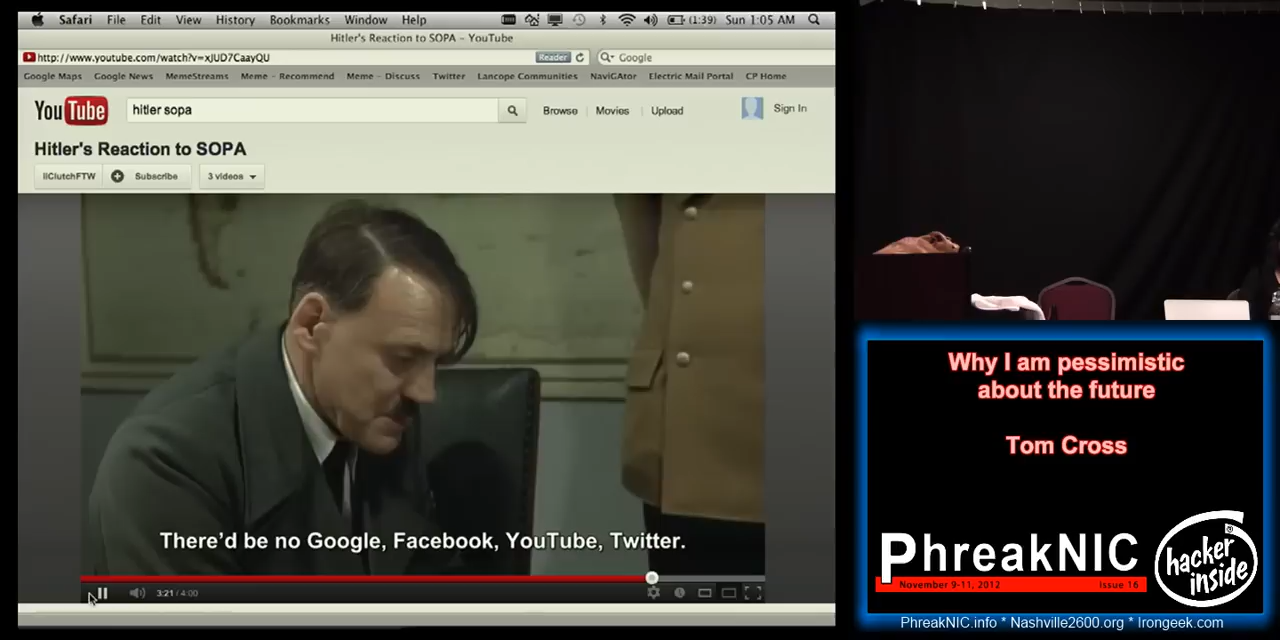 Safari File Edit View History Bookmarks Window Help (1:39) Sun 1:05 AM
Hitler's Reaction to SOPA – YouTube
http://www.youtube.com/watch?v=xJUD7CaayQU Reader Google
Google Maps Google News MemeStreams Meme – Recommend Meme – Discuss Twitter Lancope Communities NaviGAtor Electric Mail Portal CP Home
YouTube hitler sopa Browse Movies Upload Sign In
Hitler's Reaction to SOPA
liClutchFTW Subscribe 3 videos
There'd be no Google, Facebook, YouTube, Twitter.
3:21 / 4:00
Why I am pessimistic
about the future
Tom Cross
PhreakNIC
November 9-11, 2012 Issue 16
hacker
inside
PhreakNIC.info * Nashville2600.org * Irongeek.com